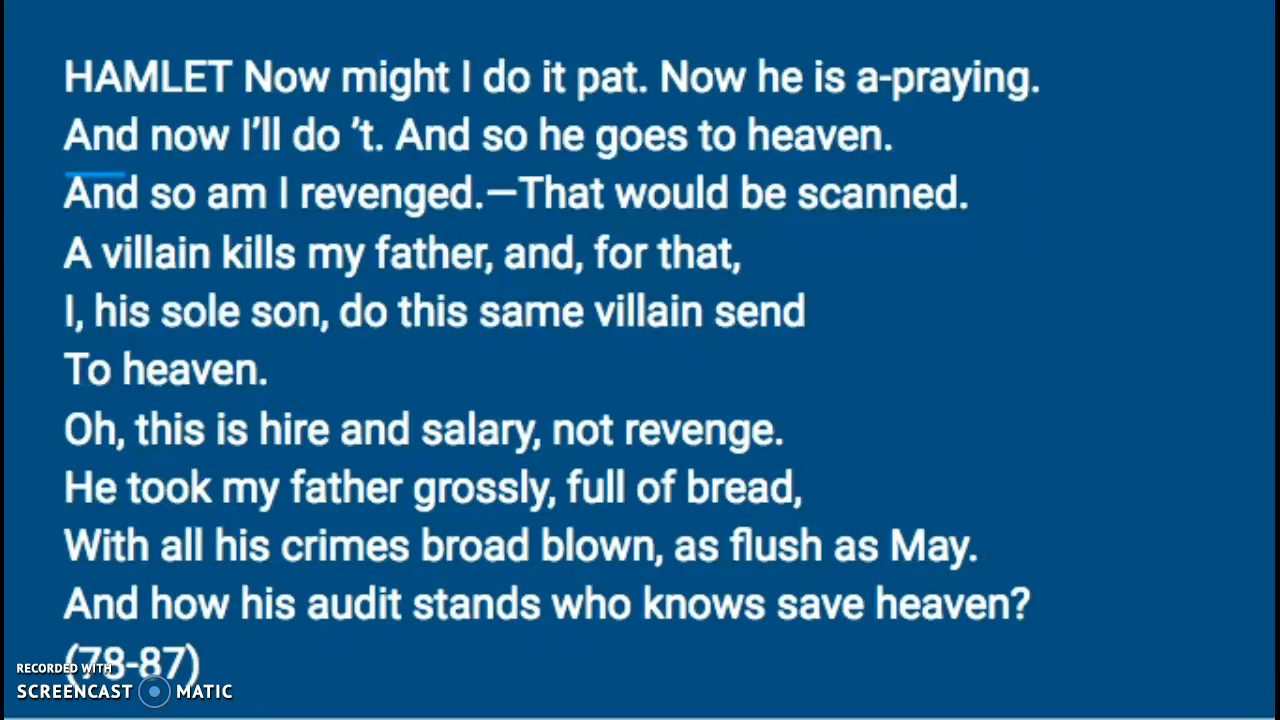 HAMLET Now might I do it pat. Now he is a-praying.
And now I’ll do ’t. And so he goes to heaven.
And so am I revenged.—That would be scanned.
A villain kills my father, and, for that,
I, his sole son, do this same villain send
To heaven.
Oh, this is hire and salary, not revenge.
He took my father grossly, full of bread,
With all his crimes broad blown, as flush as May.
And how his audit stands who knows save heaven?
(78-87)
RECORDED WITH
SCREENCAST MATIC